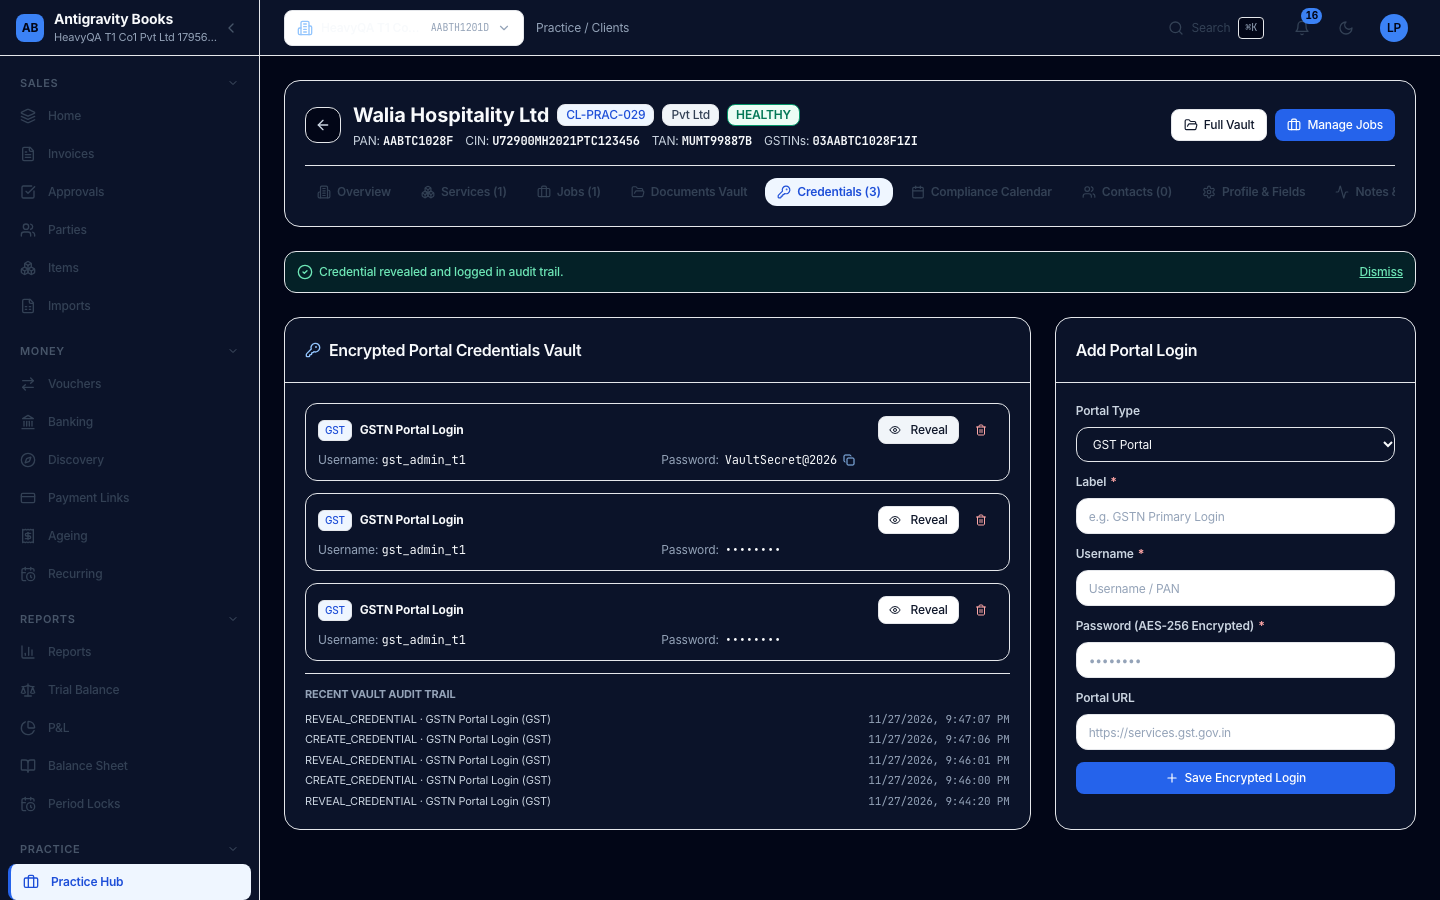 AB
Antigravity Books
HeavyQA T1 Co1 Pvt Ltd 17956...
SALES
Home
Invoices
Approvals
Parties
Items
Imports
MONEY
Vouchers
Banking
Discovery
Payment Links
Ageing
Recurring
REPORTS
Reports
Trial Balance
P&L
Balance Sheet
Period Locks
PRACTICE
Practice Hub
AABTH1201D
Practice / Clients
Search
⌘K
16
LP
Walia Hospitality Ltd
CL-PRAC-029
Pvt Ltd
HEALTHY
PAN: AABTC1028F CIN: U72900MH2021PTC123456 TAN: MUMT99887B GSTINs: 03AABTC1028F1ZI
Full Vault
Manage Jobs
Overview
Services (1)
Jobs (1)
Documents Vault
Credentials (3)
Compliance Calendar
Contacts (0)
Profile & Fields
Notes &
Credential revealed and logged in audit trail.
Dismiss
Encrypted Portal Credentials Vault
GST GSTN Portal Login
Reveal
Username: gst_admin_t1
Password: VaultSecret@2026
GST GSTN Portal Login
Reveal
Username: gst_admin_t1
Password: ••••••••
GST GSTN Portal Login
Reveal
Username: gst_admin_t1
Password: ••••••••
RECENT VAULT AUDIT TRAIL
REVEAL_CREDENTIAL · GSTN Portal Login (GST) 11/27/2026, 9:47:07 PM
CREATE_CREDENTIAL · GSTN Portal Login (GST) 11/27/2026, 9:47:06 PM
REVEAL_CREDENTIAL · GSTN Portal Login (GST) 11/27/2026, 9:46:01 PM
CREATE_CREDENTIAL · GSTN Portal Login (GST) 11/27/2026, 9:46:00 PM
REVEAL_CREDENTIAL · GSTN Portal Login (GST) 11/27/2026, 9:44:20 PM
Add Portal Login
Portal Type
GST Portal
Label *
e.g. GSTN Primary Login
Username *
Username / PAN
Password (AES-256 Encrypted) *
••••••••
Portal URL
https://services.gst.gov.in
+ Save Encrypted Login